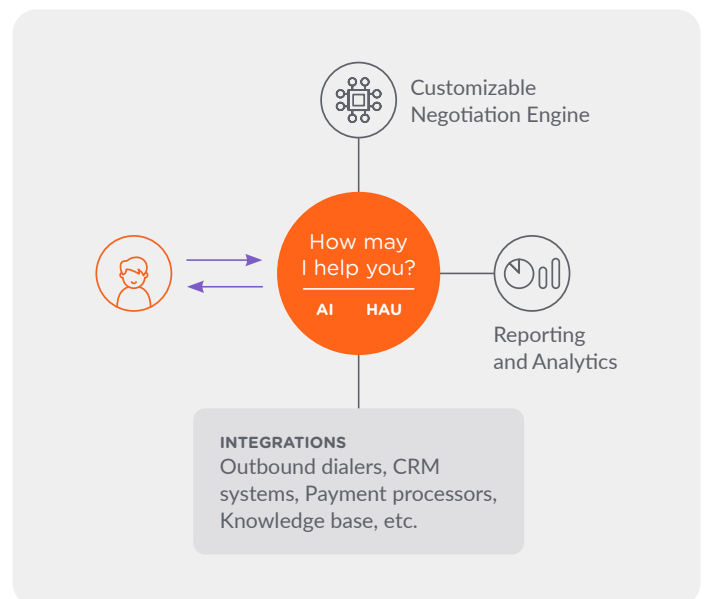 Customizable
Negotiation Engine
How may
I help you?
AI HAU
Reporting
and Analytics
INTEGRATIONS
Outbound dialers, CRM
systems, Payment processors,
Knowledge base, etc.